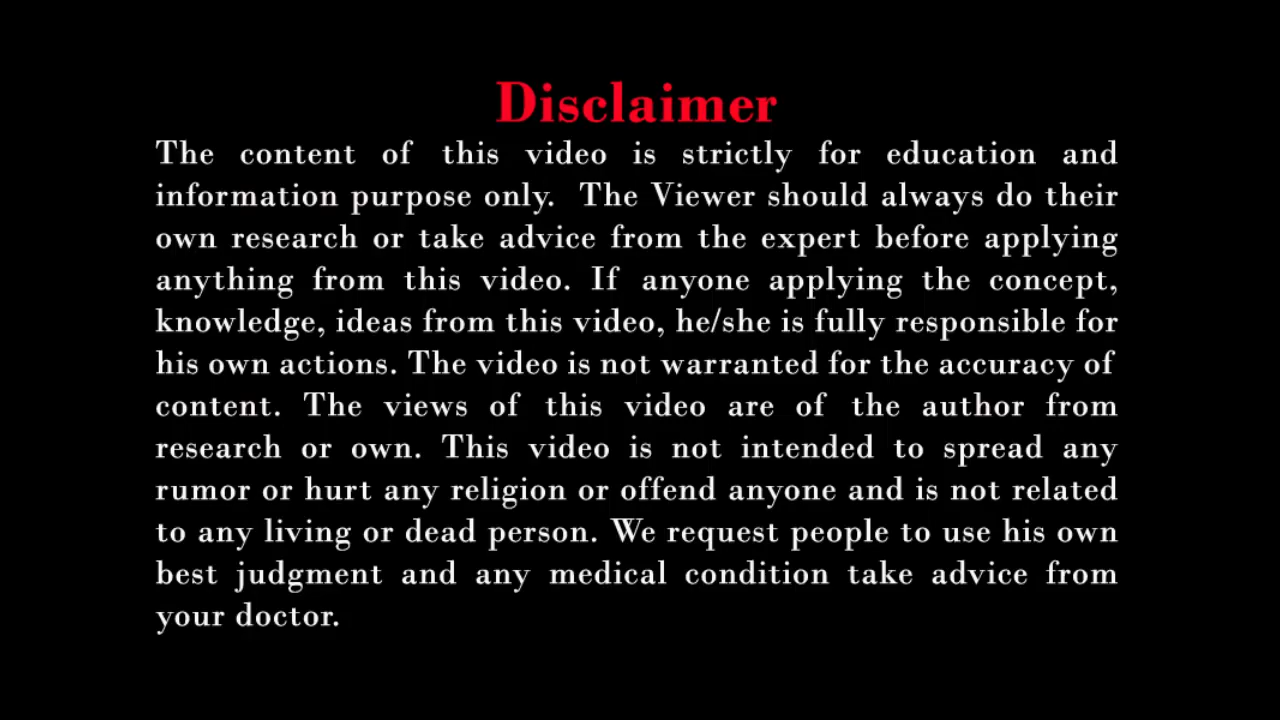 Disclaimer
The content of this video is strictly for education and
information purpose only. The Viewer should always do their
own research or take advice from the expert before applying
anything from this video. If anyone applying the concept,
knowledge, ideas from this video, he/she is fully responsible for
his own actions. The video is not warranted for the accuracy of
content. The views of this video are of the author from
research or own. This video is not intended to spread any
rumor or hurt any religion or offend anyone and is not related
to any living or dead person. We request people to use his own
best judgment and any medical condition take advice from
your doctor.